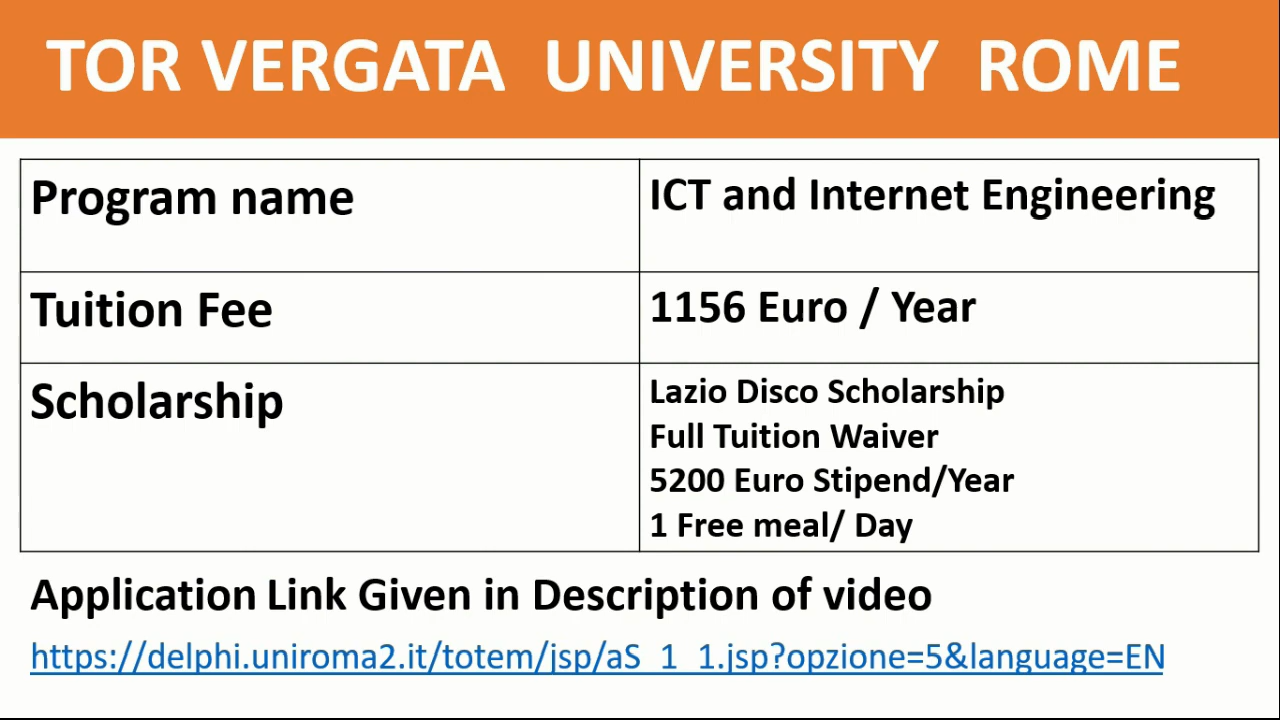 TOR VERGATA UNIVERSITY ROME
Program name
ICT and Internet Engineering
Tuition Fee
1156 Euro / Year
Scholarship
Lazio Disco Scholarship
Full Tuition Waiver
5200 Euro Stipend/Year
1 Free meal/ Day
Application Link Given in Description of video
https://delphi.uniroma2.it/totem/jsp/aS_1_1.jsp?opzione=5&language=EN